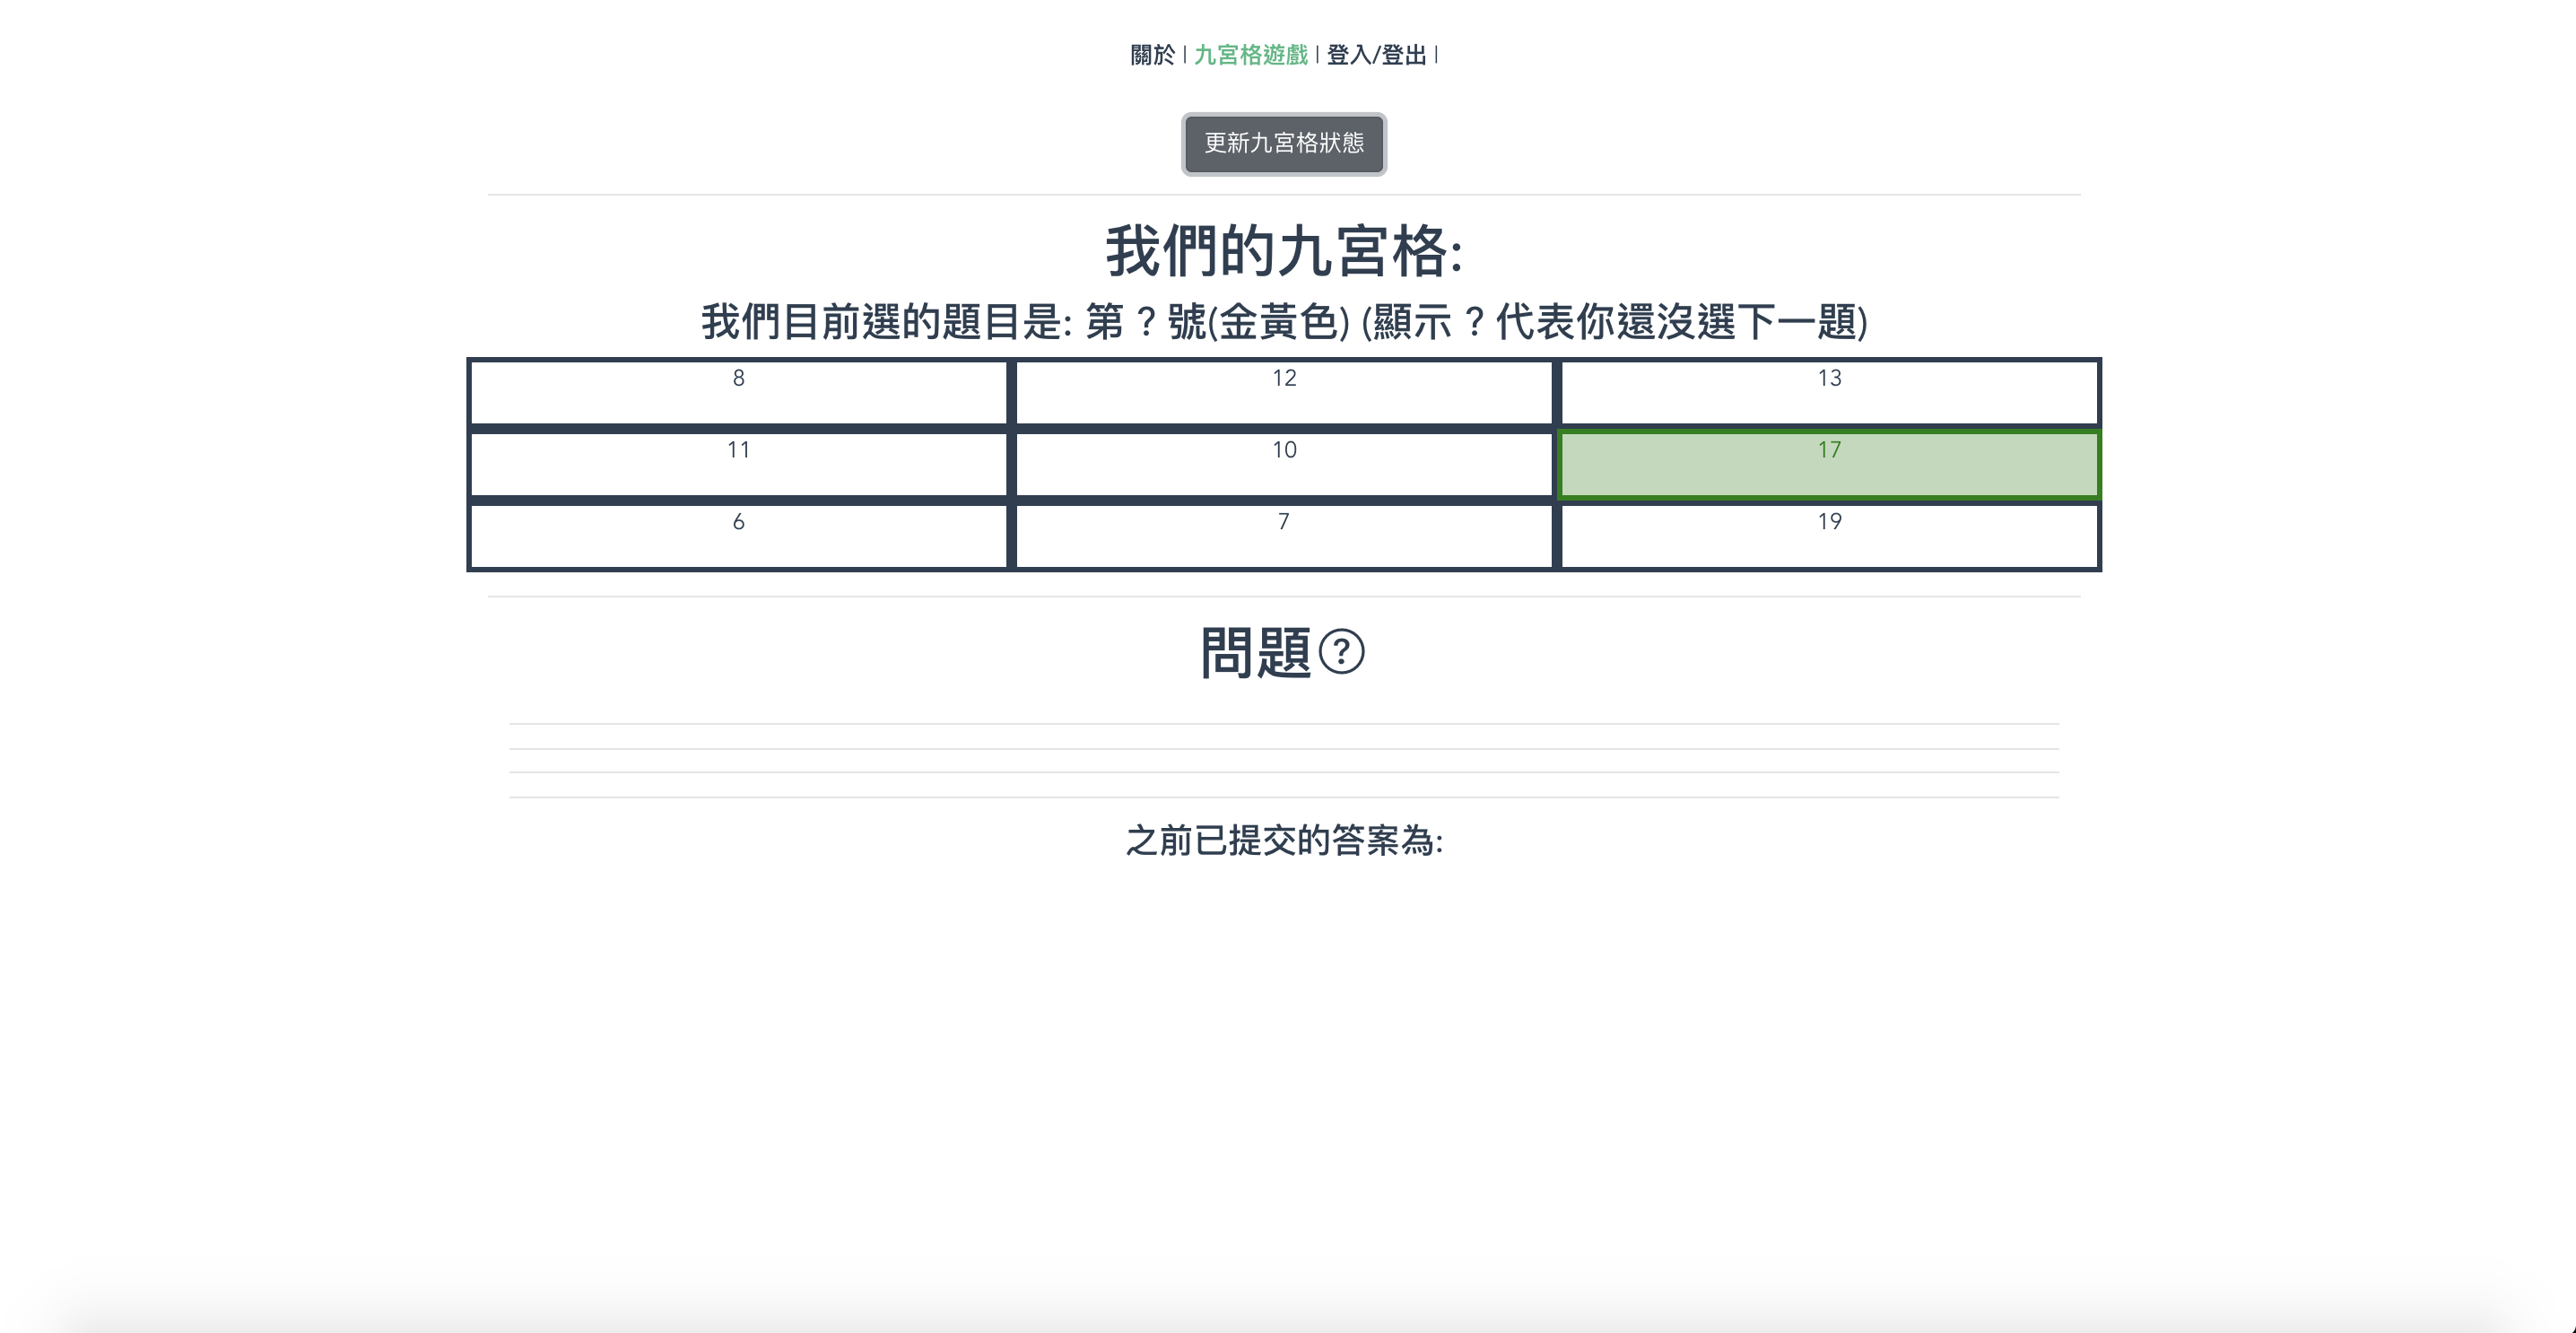 關於 | 九宮格遊戲 | 登入/登出 |
更新九宮格狀態
我們的九宮格:
我們目前選的題目是: 第 ? 號(金黃色) (顯示 ? 代表你還沒選下一題)
8 12 13
11 10 17
6 7 19
問題?
之前已提交的答案為: